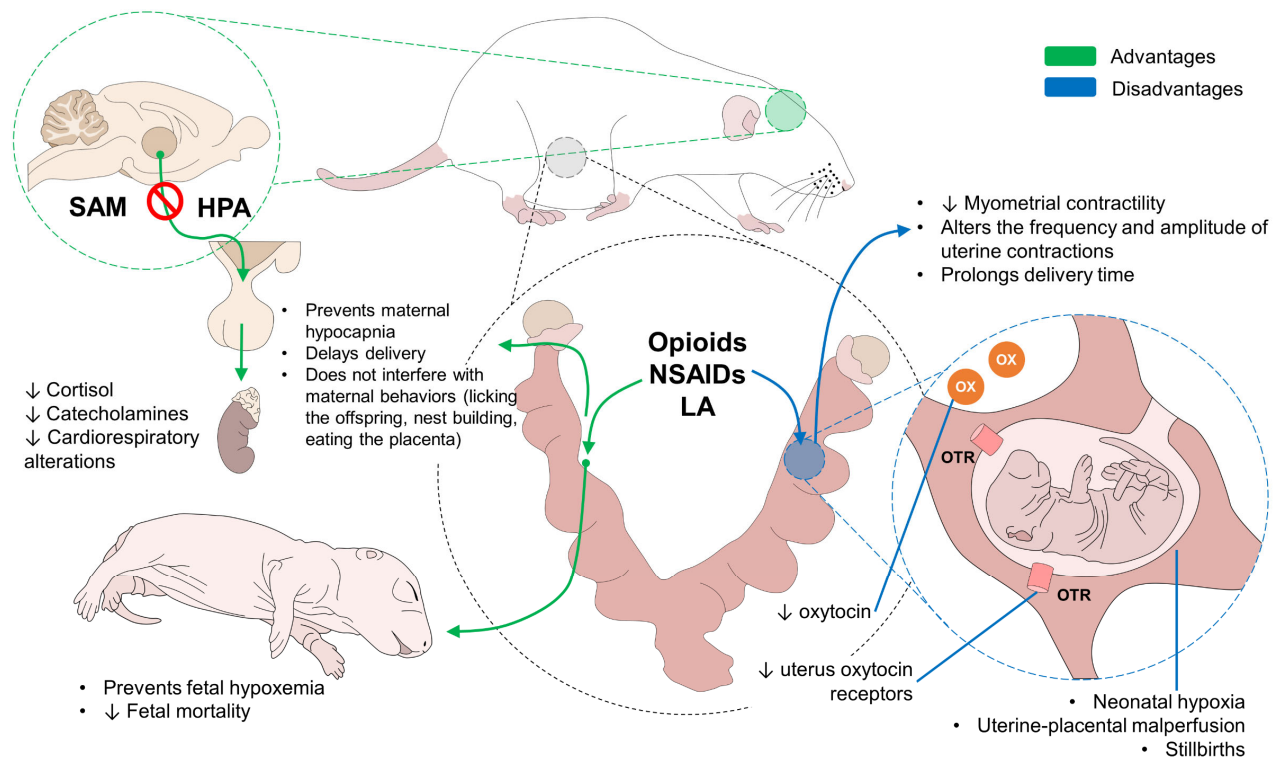 Advantages
Disadvantages
SAM
HPA
↓ Cortisol
↓ Catecholamines
↓ Cardiorespiratory
alterations
• Prevents maternal
hypocapnia
• Delays delivery
• Does not interfere with
maternal behaviors (licking
the offspring, nest building,
eating the placenta)
Opioids
NSAIDs
LA
• ↓ Myometrial contractility
• Alters the frequency and amplitude of
uterine contractions
• Prolongs delivery time
OX
OX
OTR
OTR
↓ oxytocin
↓ uterus oxytocin
receptors
• Prevents fetal hypoxemia
• ↓ Fetal mortality
• Neonatal hypoxia
• Uterine-placental malperfusion
• Stillbirths